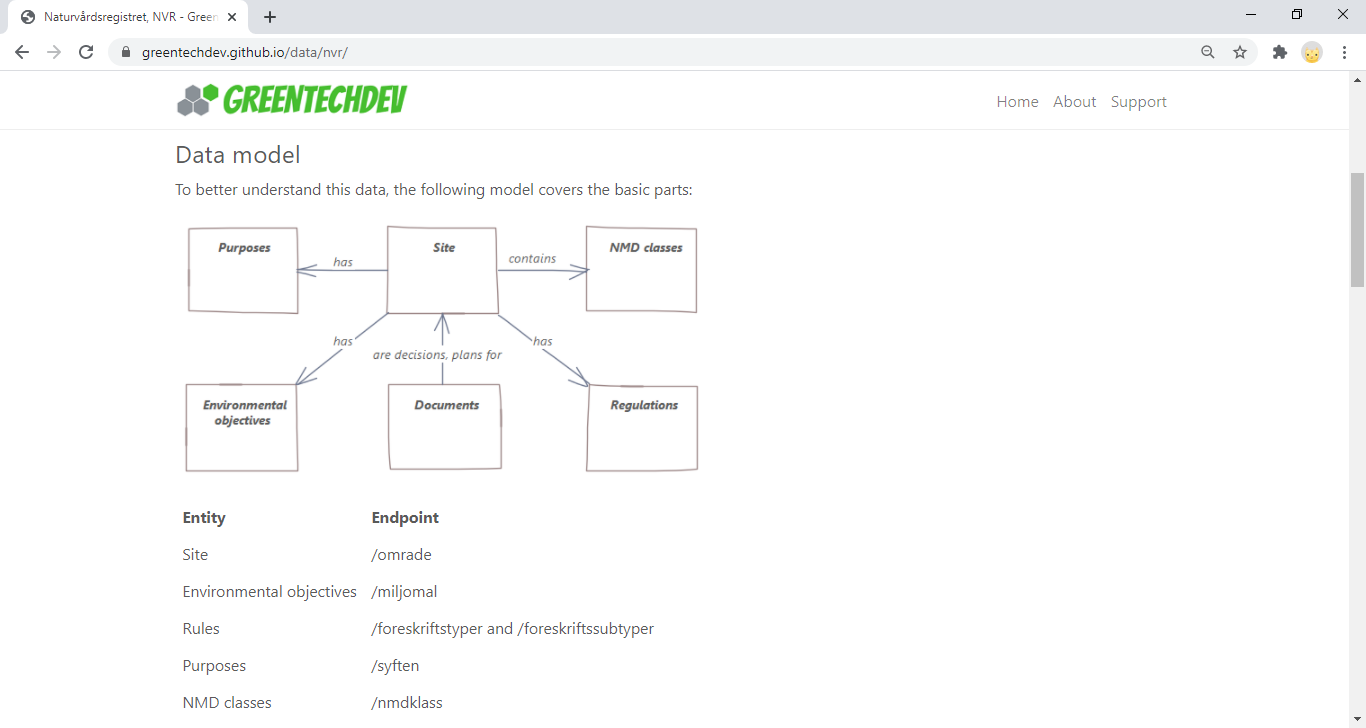 Naturvårdsregistret, NVR - Green
greentechdev.github.io/data/nvr/
GREENTECHDEV
Home About Support
Data model
To better understand this data, the following model covers the basic parts:
Purposes
has
Site
contains
NMD classes
has
are decisions, plans for
has
Environmental
objectives
Documents
Regulations
Entity Endpoint
Site /omrade
Environmental objectives /miljomal
Rules /foreskriftstyper and /foreskriftssubtyper
Purposes /syften
NMD classes /nmdklass